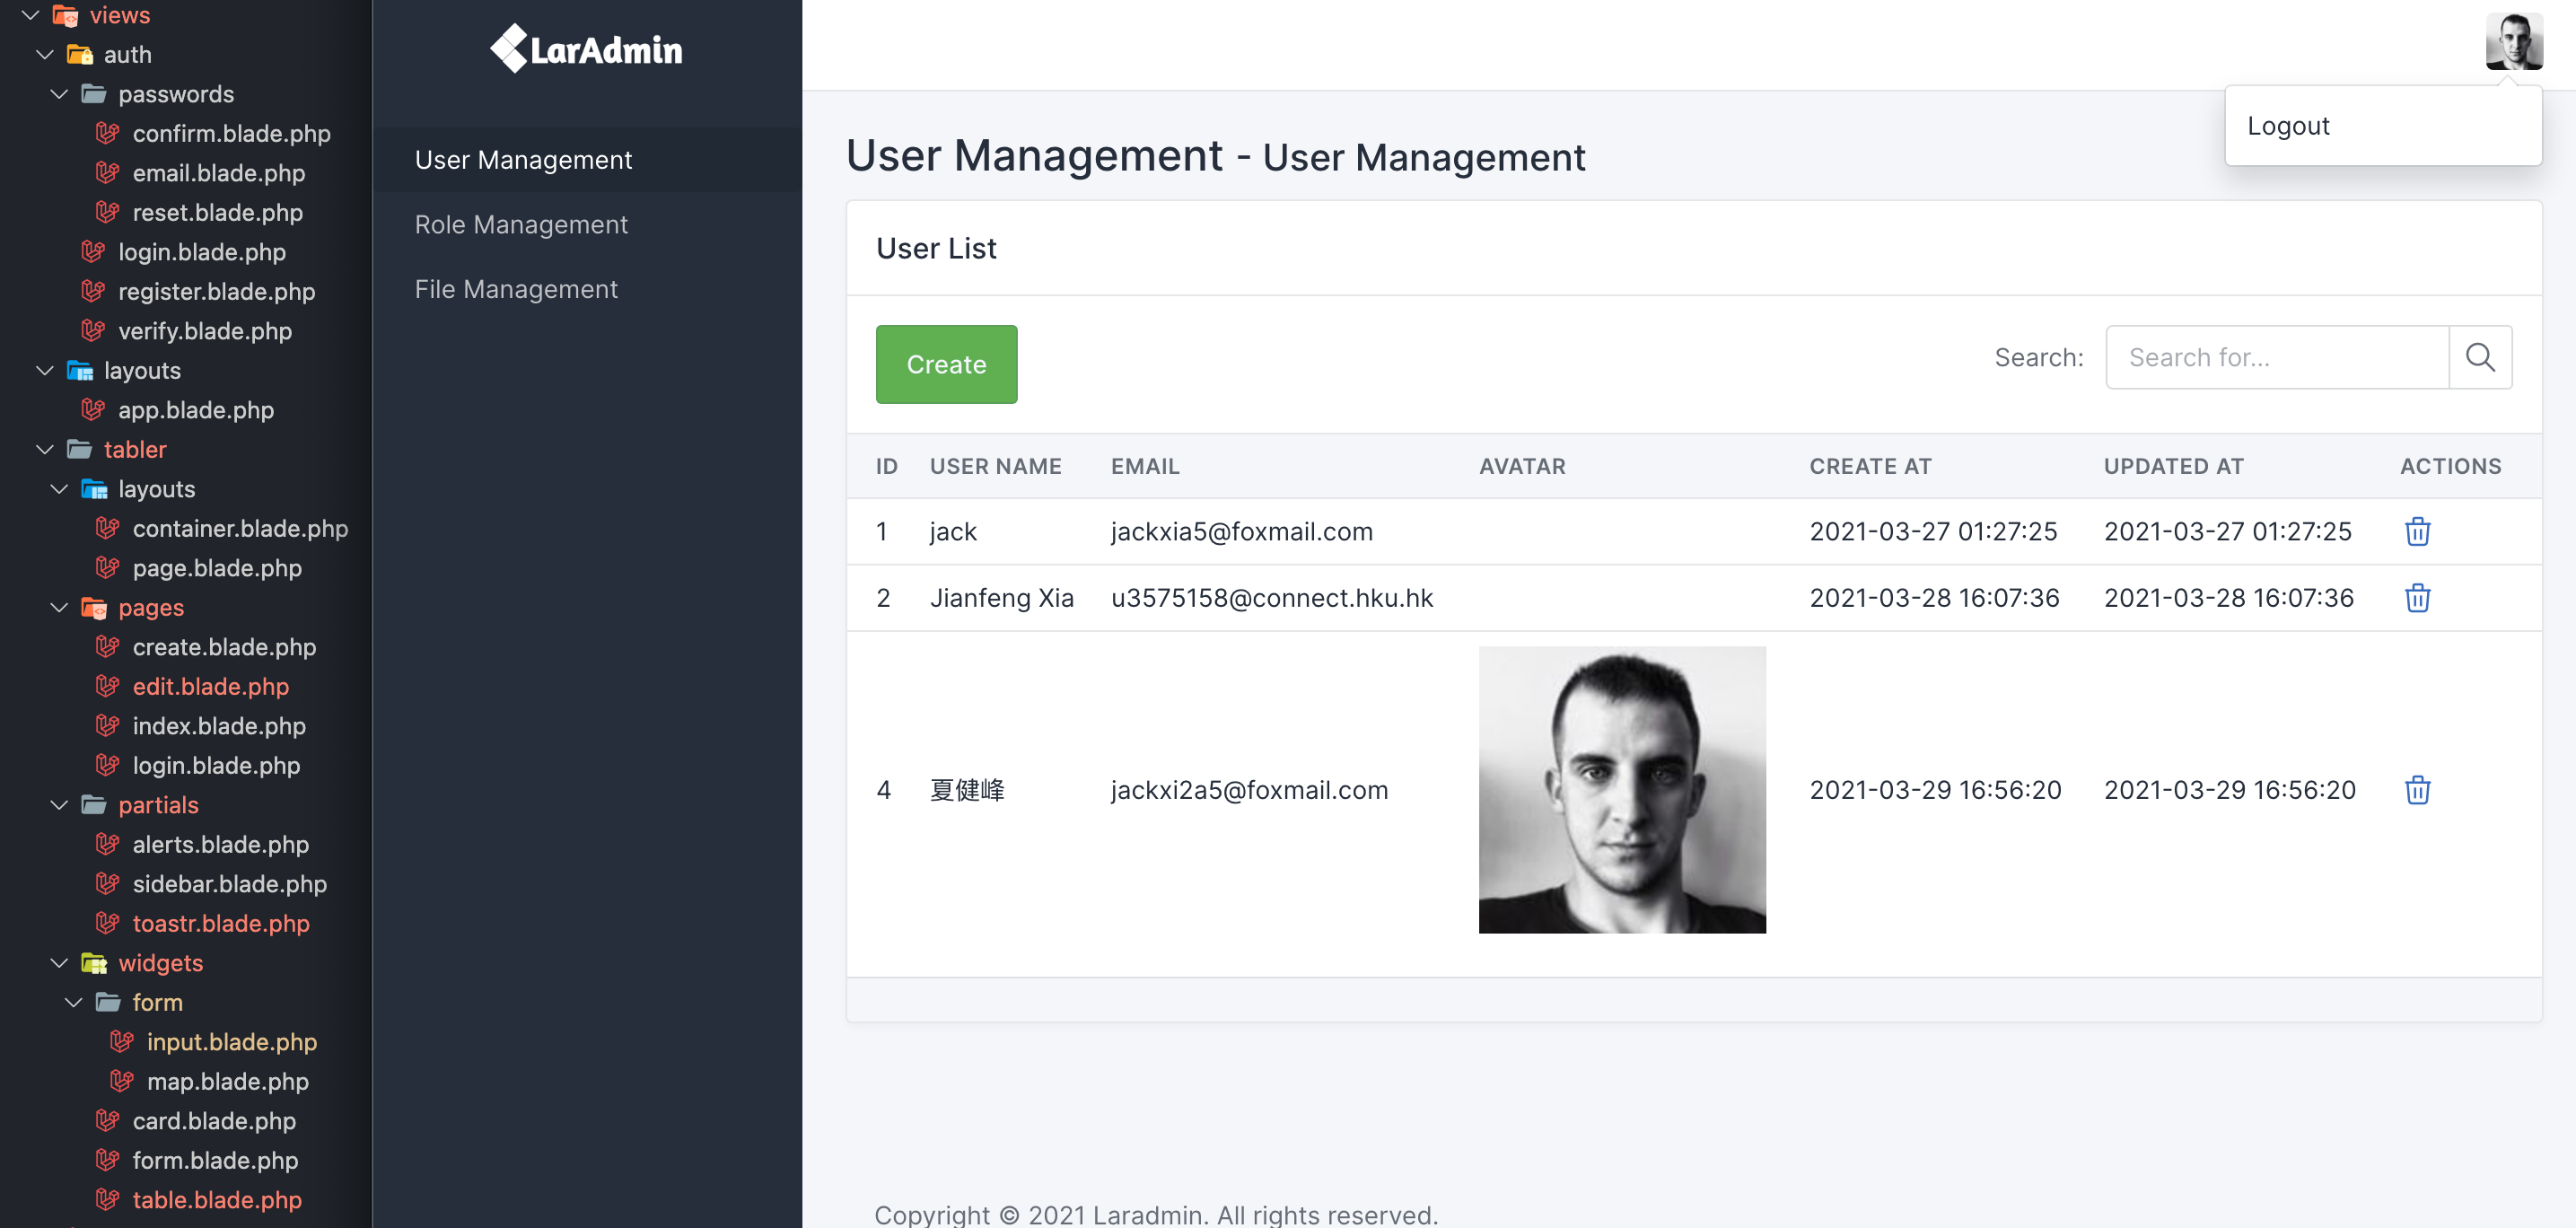 views
auth
passwords
confirm.blade.php
email.blade.php
reset.blade.php
login.blade.php
register.blade.php
verify.blade.php
layouts
app.blade.php
tabler
layouts
container.blade.php
page.blade.php
pages
create.blade.php
edit.blade.php
index.blade.php
login.blade.php
partials
alerts.blade.php
sidebar.blade.php
toastr.blade.php
widgets
form
input.blade.php
map.blade.php
card.blade.php
form.blade.php
table.blade.php
LarAdmin
User Management
Role Management
File Management
Logout
User Management - User Management
User List
Create
Search: Search for...
ID USER NAME EMAIL AVATAR CREATE AT UPDATED AT ACTIONS
1 jack jackxia5@foxmail.com 2021-03-27 01:27:25 2021-03-27 01:27:25
2 Jianfeng Xia u3575158@connect.hku.hk 2021-03-28 16:07:36 2021-03-28 16:07:36
4 夏健峰 jackxi2a5@foxmail.com 2021-03-29 16:56:20 2021-03-29 16:56:20
Copyright © 2021 Laradmin. All rights reserved.